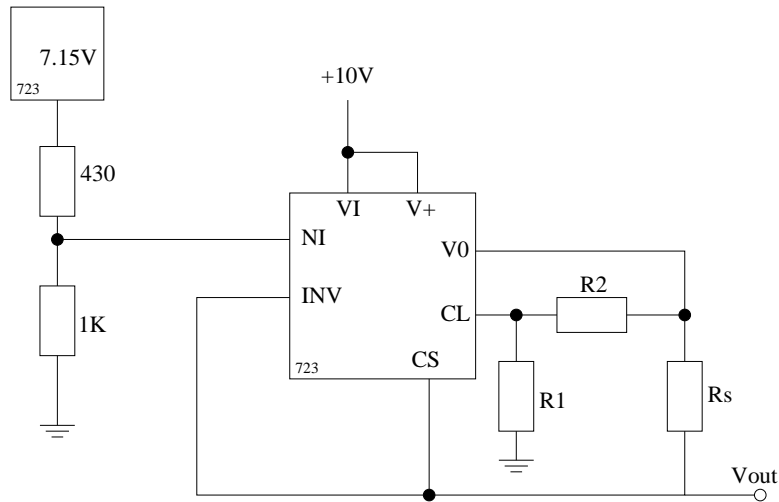 7.15V
723
+10V
430
VI
V+
NI
V0
R2
INV
CL
1K
CS
723
R1
Rs
Vout